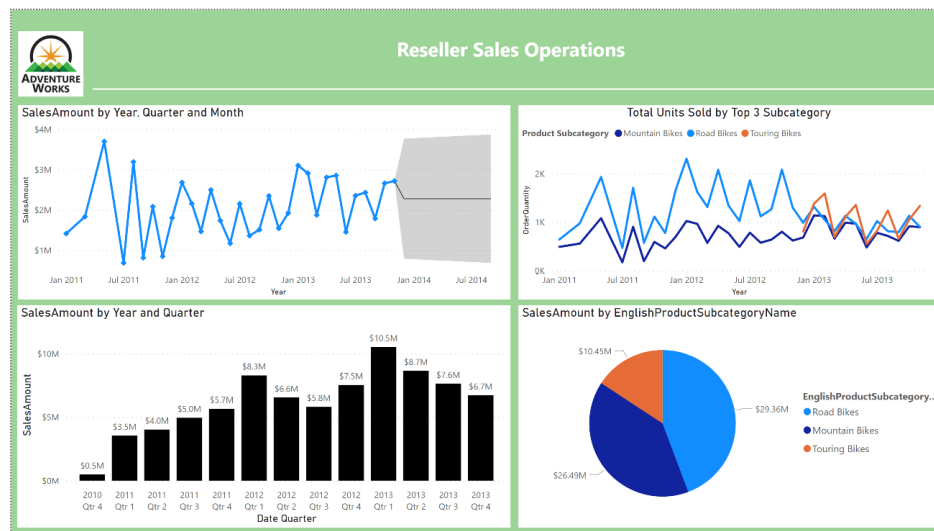 Reseller Sales Operations
ADVENTURE
WORKS
SalesAmount by Year, Quarter and Month
$4M
$3M
$2M
$1M
SalesAmount
Jan 2011 Jul 2011 Jan 2012 Jul 2012 Jan 2013 Jul 2013 Jan 2014 Jul 2014
Year
Total Units Sold by Top 3 Subcategory
Product Subcategory Mountain Bikes Road Bikes Touring Bikes
2K
1K
0K
OrderQuantity
Jan 2011 Jul 2011 Jan 2012 Jul 2012 Jan 2013 Jul 2013
Year
SalesAmount by Year and Quarter
$10M
$5M
$0M
SalesAmount
$0.5M $3.5M $4.0M $5.0M $5.7M $8.3M $6.6M $5.8M $7.5M $10.5M $8.7M $7.6M $6.7M
2010 2011 2011 2011 2011 2012 2012 2012 2012 2013 2013 2013 2013
Qtr 4 Qtr 1 Qtr 2 Qtr 3 Qtr 4 Qtr 1 Qtr 2 Qtr 3 Qtr 4 Qtr 1 Qtr 2 Qtr 3 Qtr 4
Date Quarter
SalesAmount by EnglishProductSubcategoryName
$10.45M
$29.36M
$26.49M
EnglishProductSubcategory...
Road Bikes
Mountain Bikes
Touring Bikes